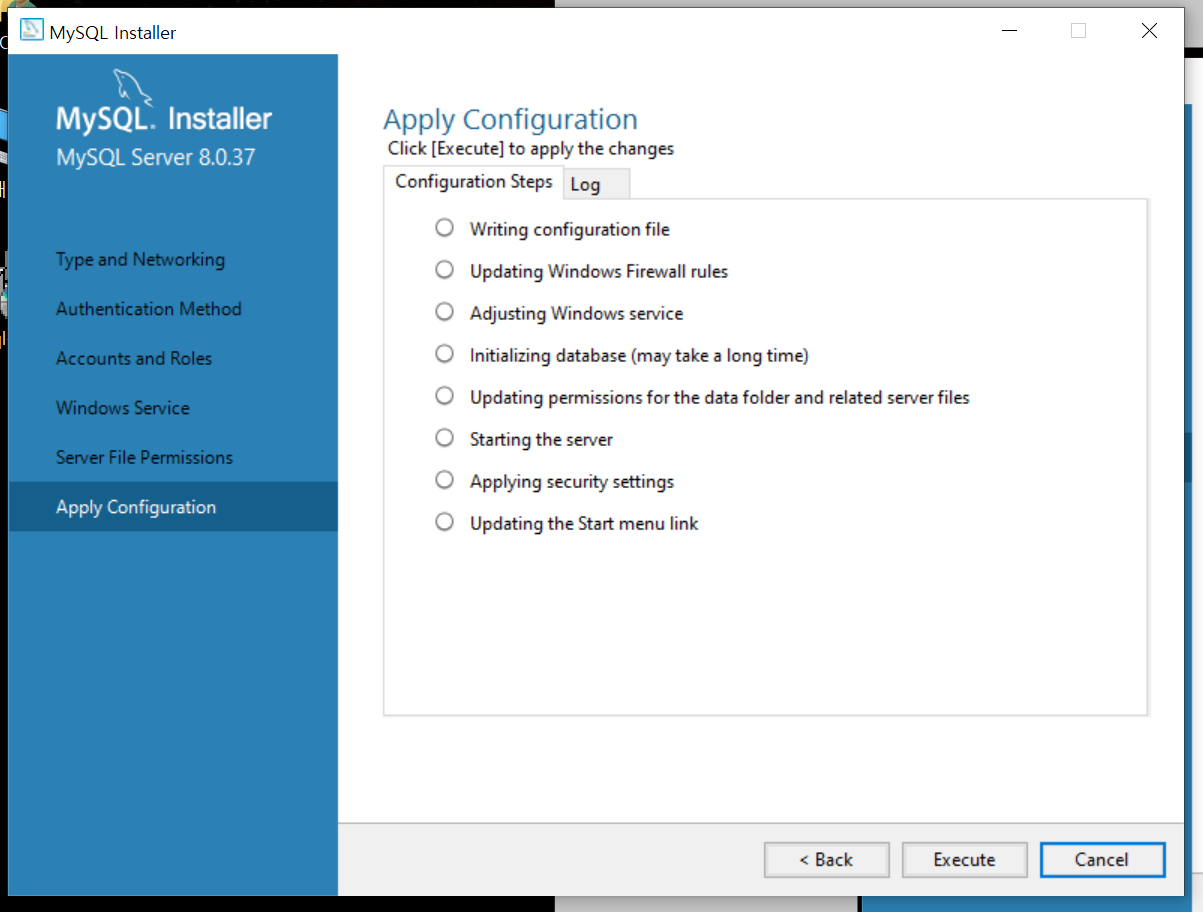 MySQL Installer
MySQL. Installer
MySQL Server 8.0.37
Type and Networking
Authentication Method
Accounts and Roles
Windows Service
Server File Permissions
Apply Configuration
Apply Configuration
Click [Execute] to apply the changes
Configuration Steps
Log
Writing configuration file
Updating Windows Firewall rules
Adjusting Windows service
Initializing database (may take a long time)
Updating permissions for the data folder and related server files
Starting the server
Applying security settings
Updating the Start menu link
< Back
Execute
Cancel